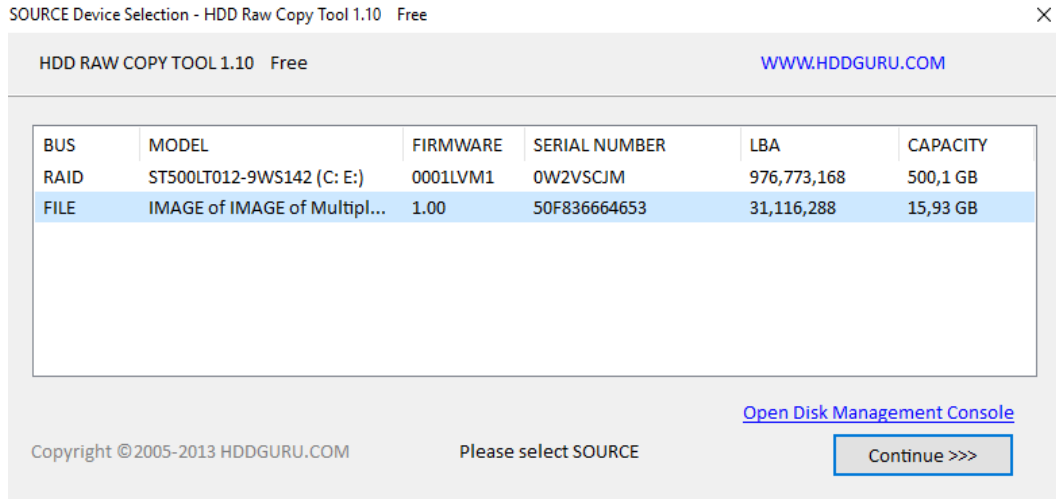 SOURCE Device Selection - HDD Raw Copy Tool 1.10 Free
HDD RAW COPY TOOL 1.10 Free WWW.HDDGURU.COM
BUS MODEL FIRMWARE SERIAL NUMBER LBA CAPACITY
RAID ST500LT012-9WS142 (C: E:) 0001LVM1 0W2VSCJM 976,773,168 500,1 GB
FILE IMAGE of IMAGE of Multipl... 1.00 50F836664653 31,116,288 15,93 GB
Open Disk Management Console
Copyright ©2005-2013 HDDGURU.COM Please select SOURCE Continue >>>